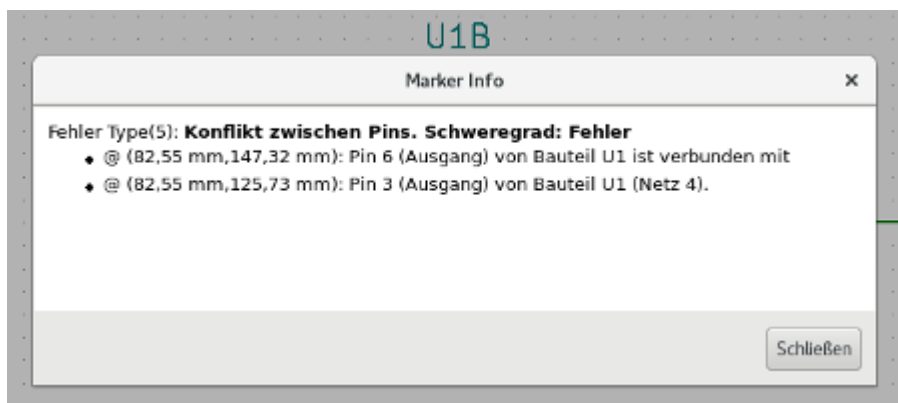 U1B
Marker Info
Fehler Type(5): Konflikt zwischen Pins. Schweregrad: Fehler
@ (82,55 mm,147,32 mm): Pin 6 (Ausgang) von Bauteil U1 ist verbunden mit
@ (82,55 mm,125,73 mm): Pin 3 (Ausgang) von Bauteil U1 (Netz 4).
Schließen